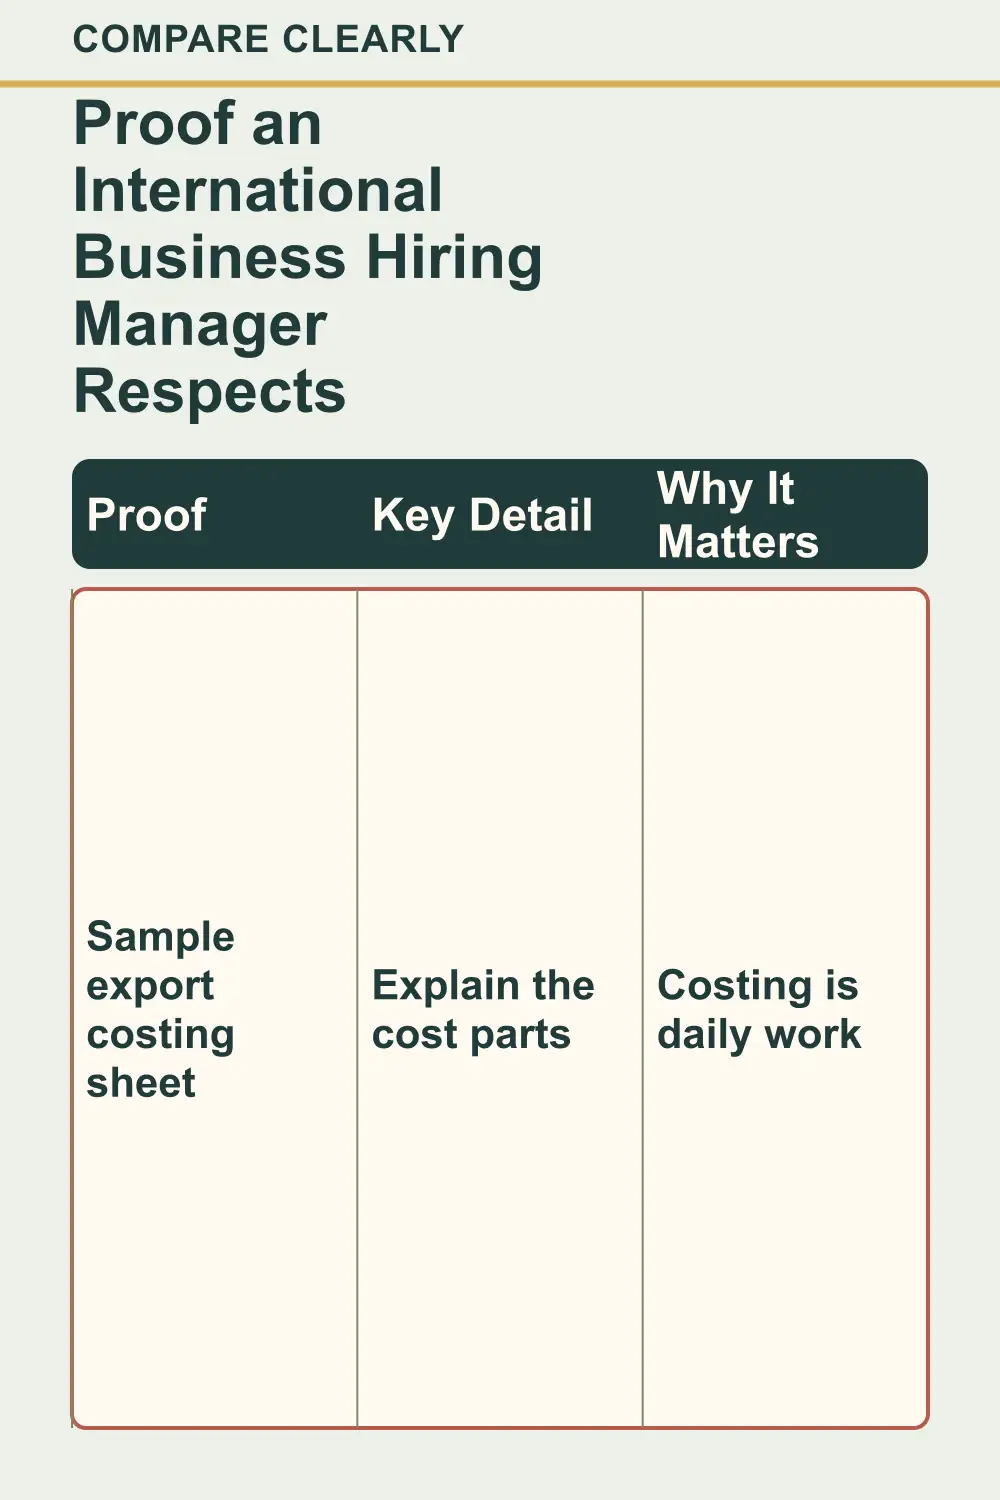 COMPARE CLEARLY
Proof an
International
Business Hiring
Manager
Respects
Proof
Key Detail
Why It
Matters
Sample
export
costing
sheet
Explain the
cost parts
Costing is
daily work